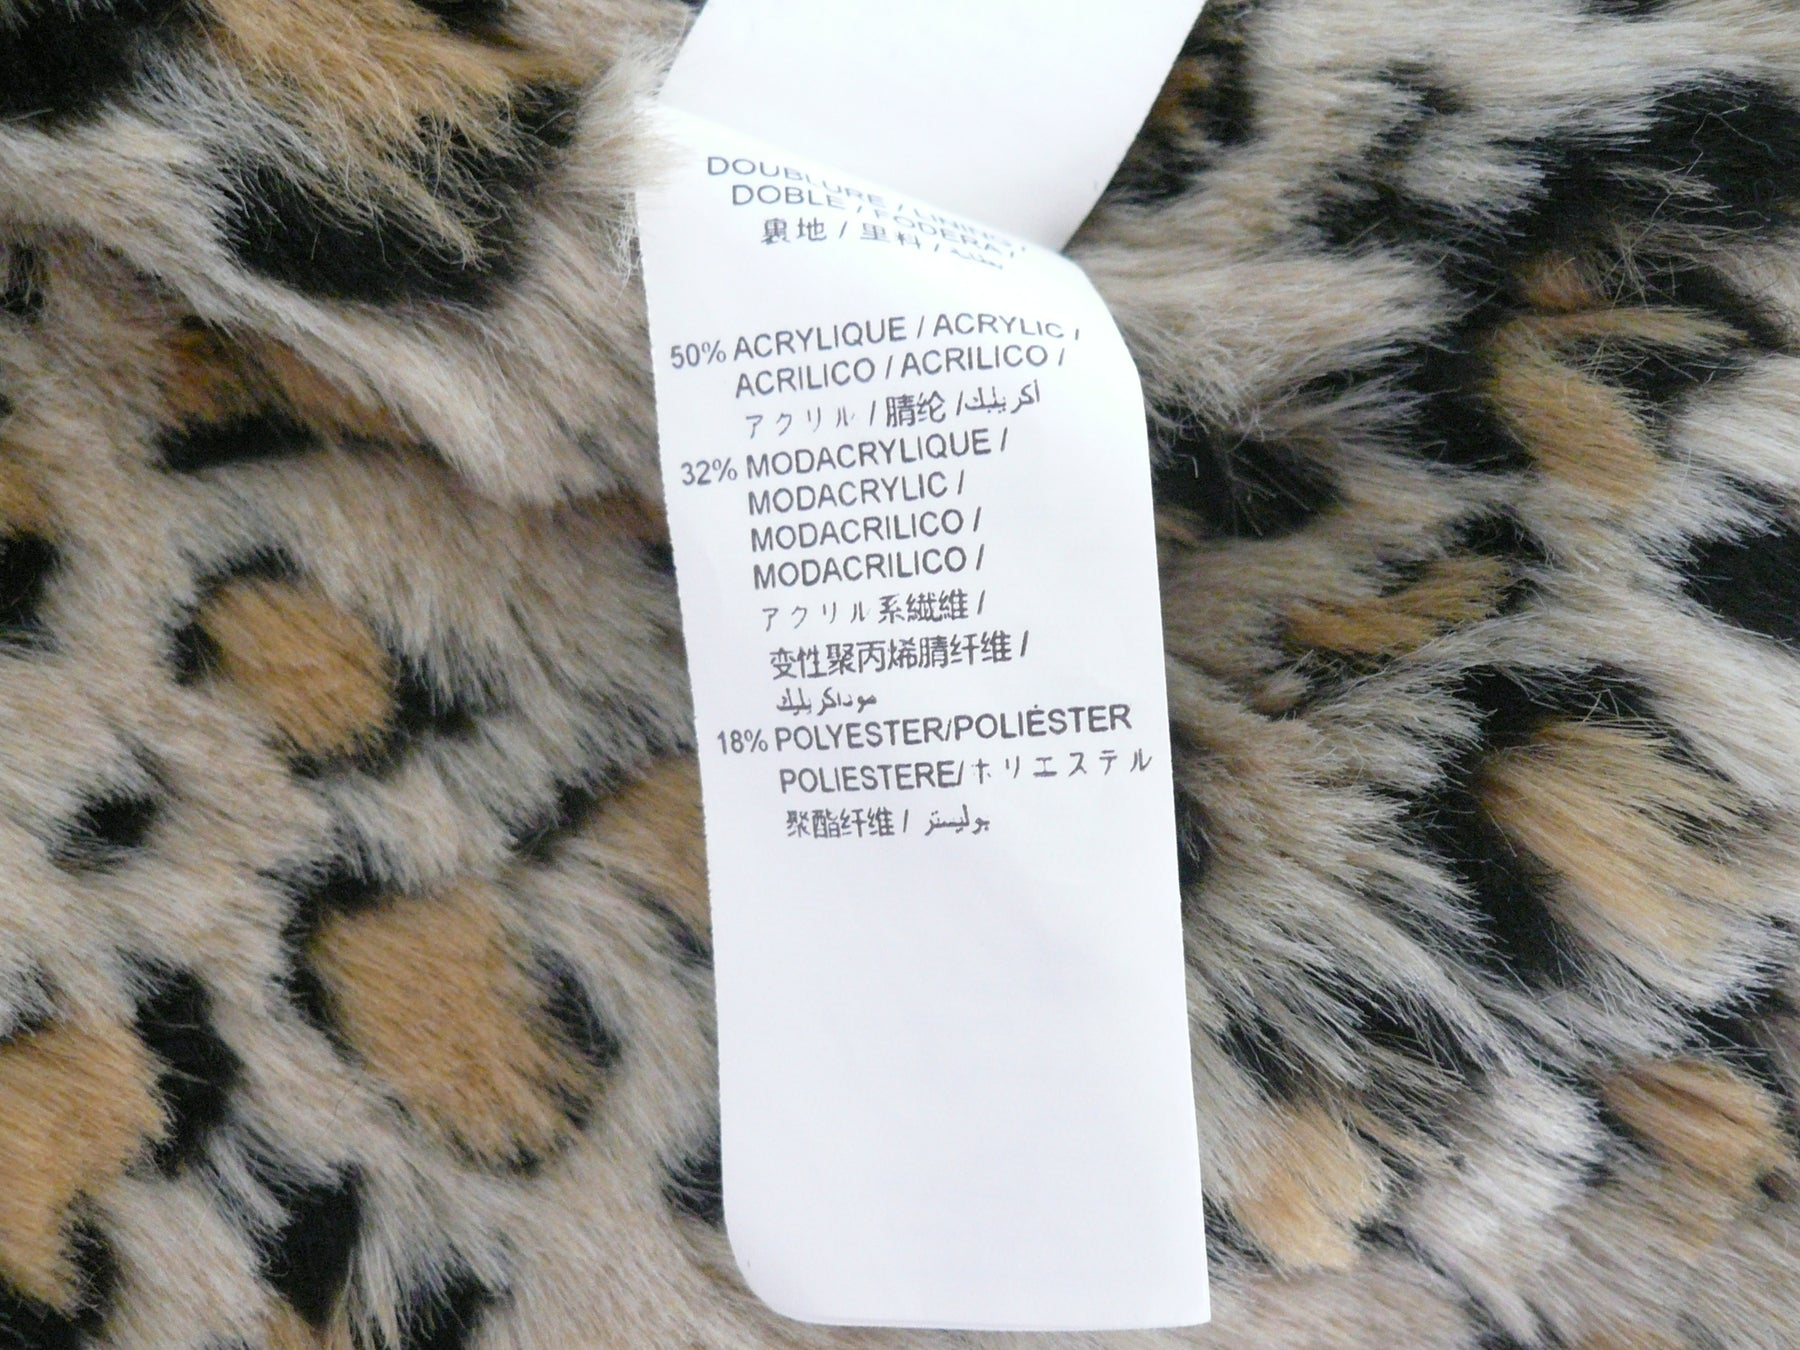 DOUBLURE / LINING /
DOBLE / FODERA /
裏地 / 里料 / بطانة
50% ACRYLIQUE / ACRYLIC /
ACRILICO / ACRILICO /
アクリル / 腈纶 / اكريليك
32% MODACRYLIQUE /
MODACRYLIC /
MODACRILICO /
MODACRILICO /
アクリル系繊維 /
变性聚丙烯腈纤维 /
موداكريليك
18% POLYESTER/POLIÉSTER
POLIESTERE/ポリエステル
聚酯纤维 / بوليستر